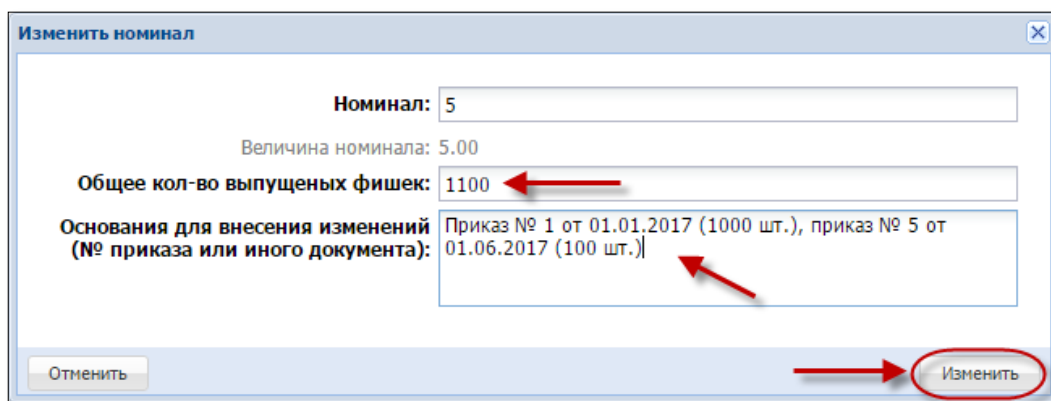 Изменить номинал
Номинал: 5
Величина номинала: 5.00
Общее кол-во выпущеных фишек: 1100
Основания для внесения изменений
(№ приказа или иного документа):
Приказ № 1 от 01.01.2017 (1000 шт.), приказ № 5 от
01.06.2017 (100 шт.)
Отменить
Изменить